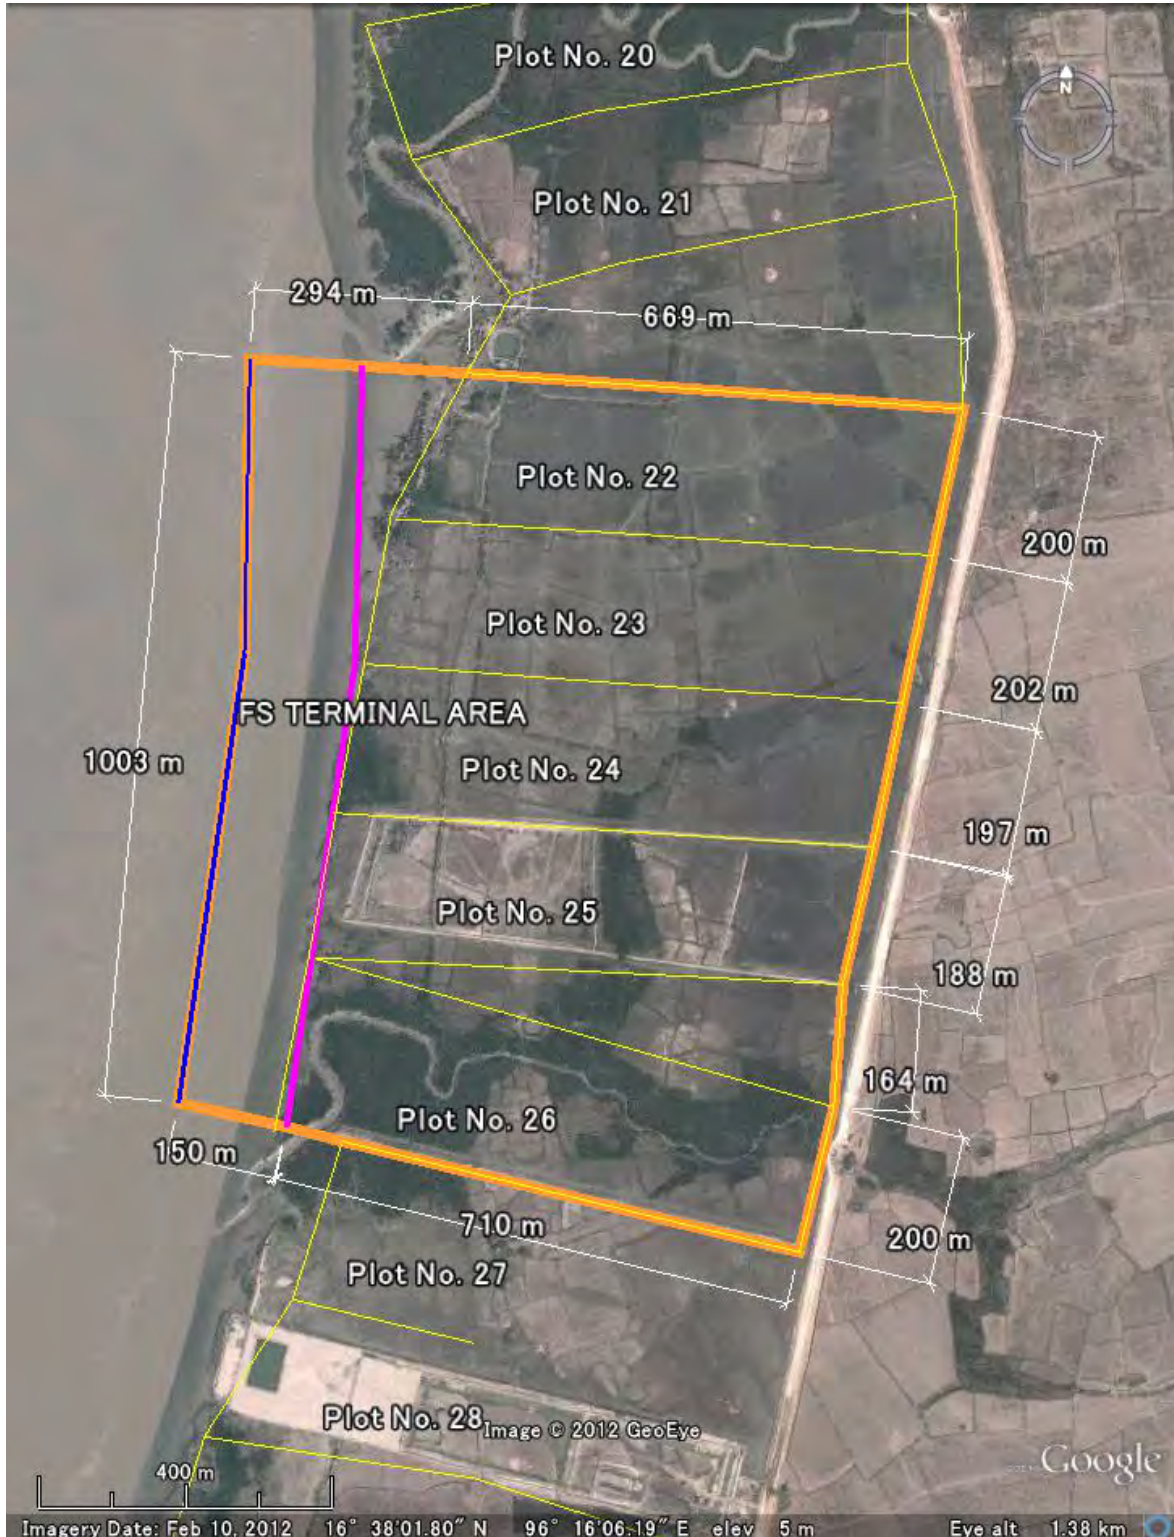 Plot No. 20
N
Plot No. 21
294 m
669 m
Plot No. 22
200 m
Plot No. 23
202 m
FS TERMINAL AREA
1003 m
Plot No. 24
197 m
Plot No. 25
188 m
164 m
Plot No. 26
150 m
710 m
200 m
Plot No. 27
Plot No. 28
Image © 2012 GeoEye
Google
400 m
Imagery Date: Feb 10, 2012 16° 38'01.80" N 96° 16'06.19" E elev 5 m Eye alt 1.38 km